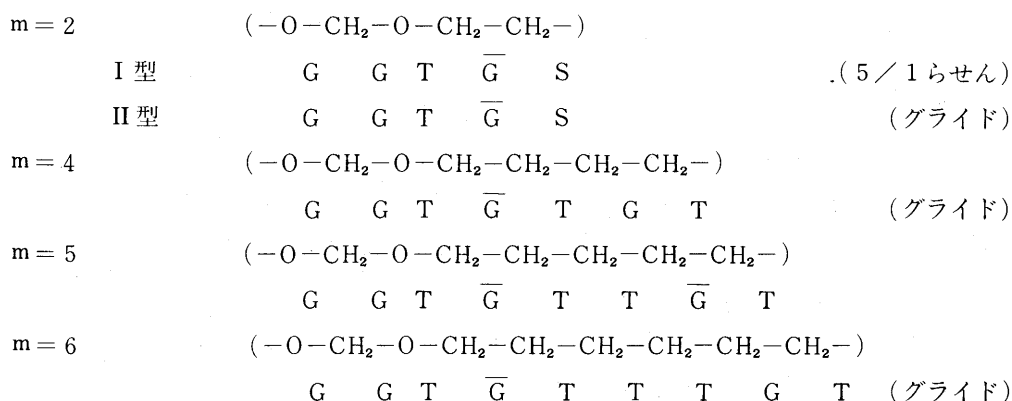 m = 2 (-O-CH₂-O-CH₂-CH₂-)
I 型 G G T G̅ S .(5/1らせん)
II型 G G T G̅ S (グライド)
m = 4 (-O-CH₂-O-CH₂-CH₂-CH₂-CH₂-)
G G T G̅ T G T (グライド)
m = 5 (-O-CH₂-O-CH₂-CH₂-CH₂-CH₂-CH₂-)
G G T G̅ T T G̅ T
m = 6 (-O-CH₂-O-CH₂-CH₂-CH₂-CH₂-CH₂-CH₂-)
G G T G̅ T T T G T (グライド)